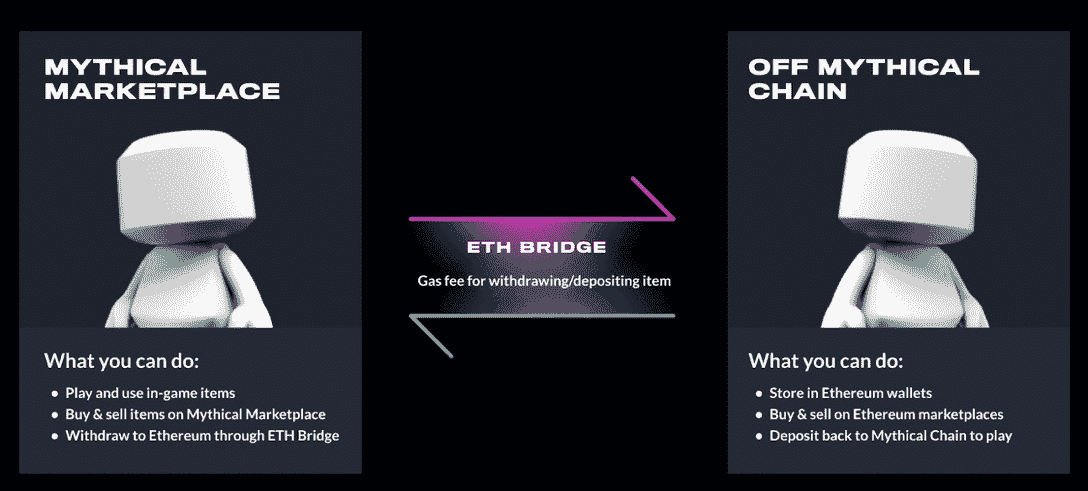 MYTHICAL
MARKETPLACE
What you can do:
• Play and use in-game items
• Buy & sell items on Mythical Marketplace
• Withdraw to Ethereum through ETH Bridge
ETH BRIDGE
Gas fee for withdrawing/depositing item
OFF MYTHICAL
CHAIN
What you can do:
• Store in Ethereum wallets
• Buy & sell on Ethereum marketplaces
• Deposit back to Mythical Chain to play